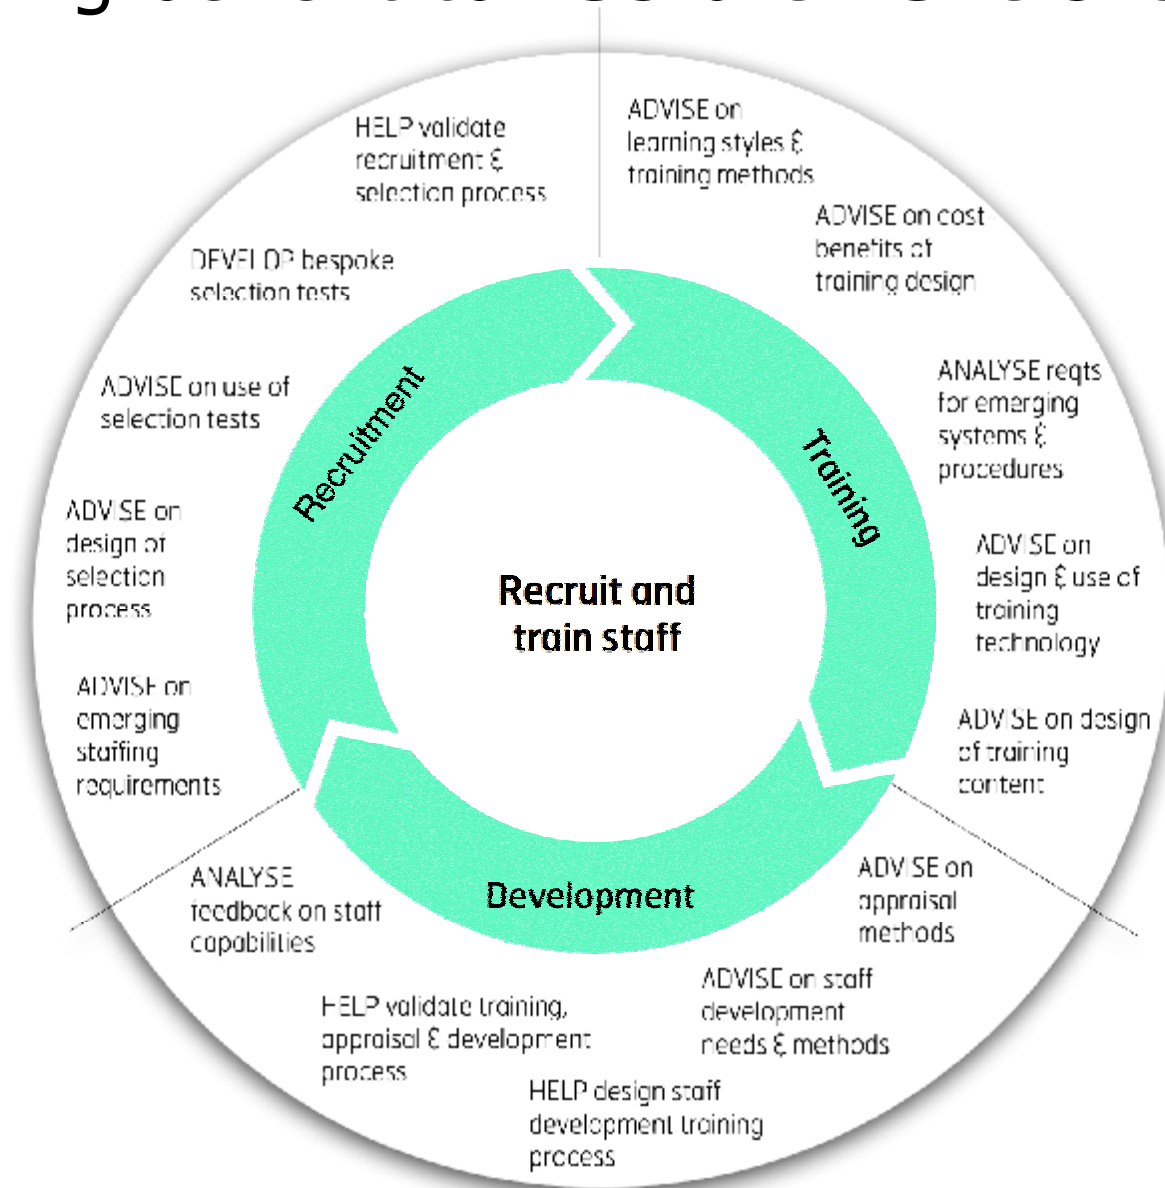 HELP validate
recruitment &
selection process
DEVELOP bespoke
selection tests
ADVISE on use of
selection tests
ADVISE on
design of
selection
process
ADVISE on
emerging
staffing
requirements
Recruitment
ADVISE on
learning styles &
training methods
ADVISE on cost
benefits of
training design
ANALYSE reqts
for emerging
systems &
procedures
ADVISE on
design & use of
training
technology
ADVISE on design
of training
content
Training
Recruit and
train staff
Development
ADVISE on
appraisal
methods
ADVISE on staff
development
needs & methods
HELP design staff
development training
process
HELP validate training,
appraisal & development
process
ANALYSE
feedback on staff
capabilities